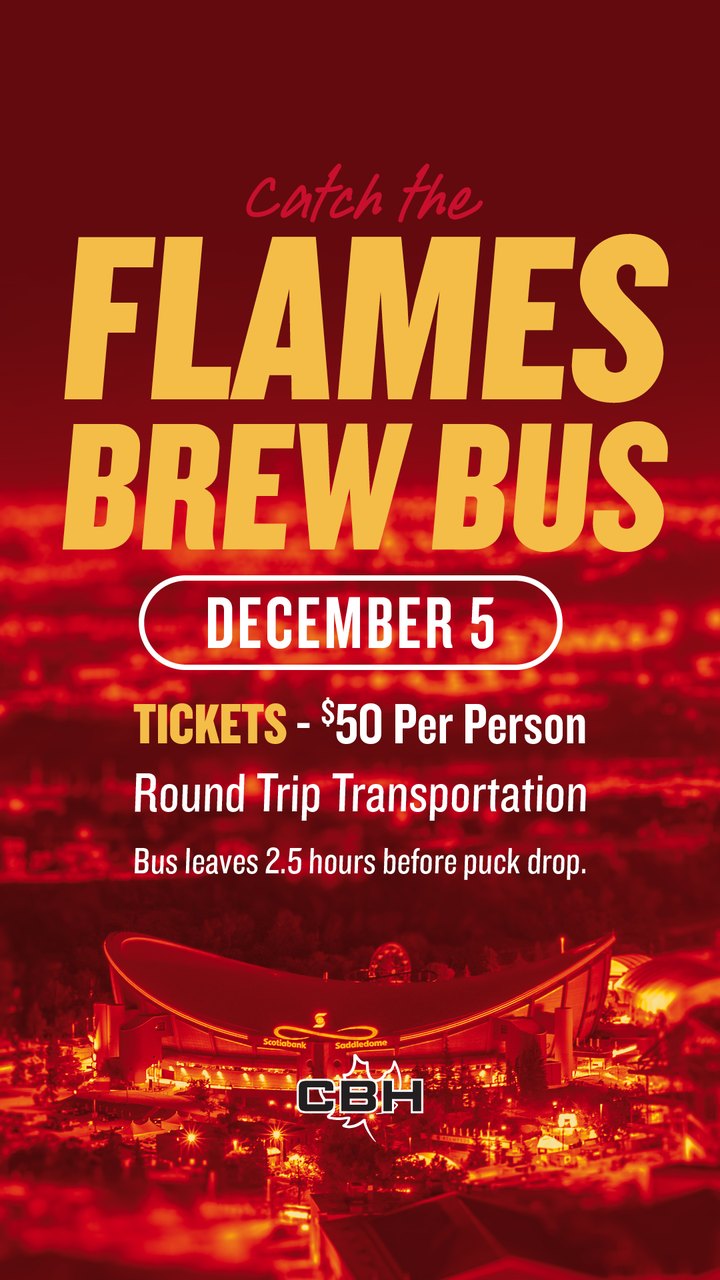 Catch the
FLAMES
BREW BUS
DECEMBER 5
TICKETS - $50 Per Person
Round Trip Transportation
Bus leaves 2.5 hours before puck drop.
Scotiabank Saddledome
CBH